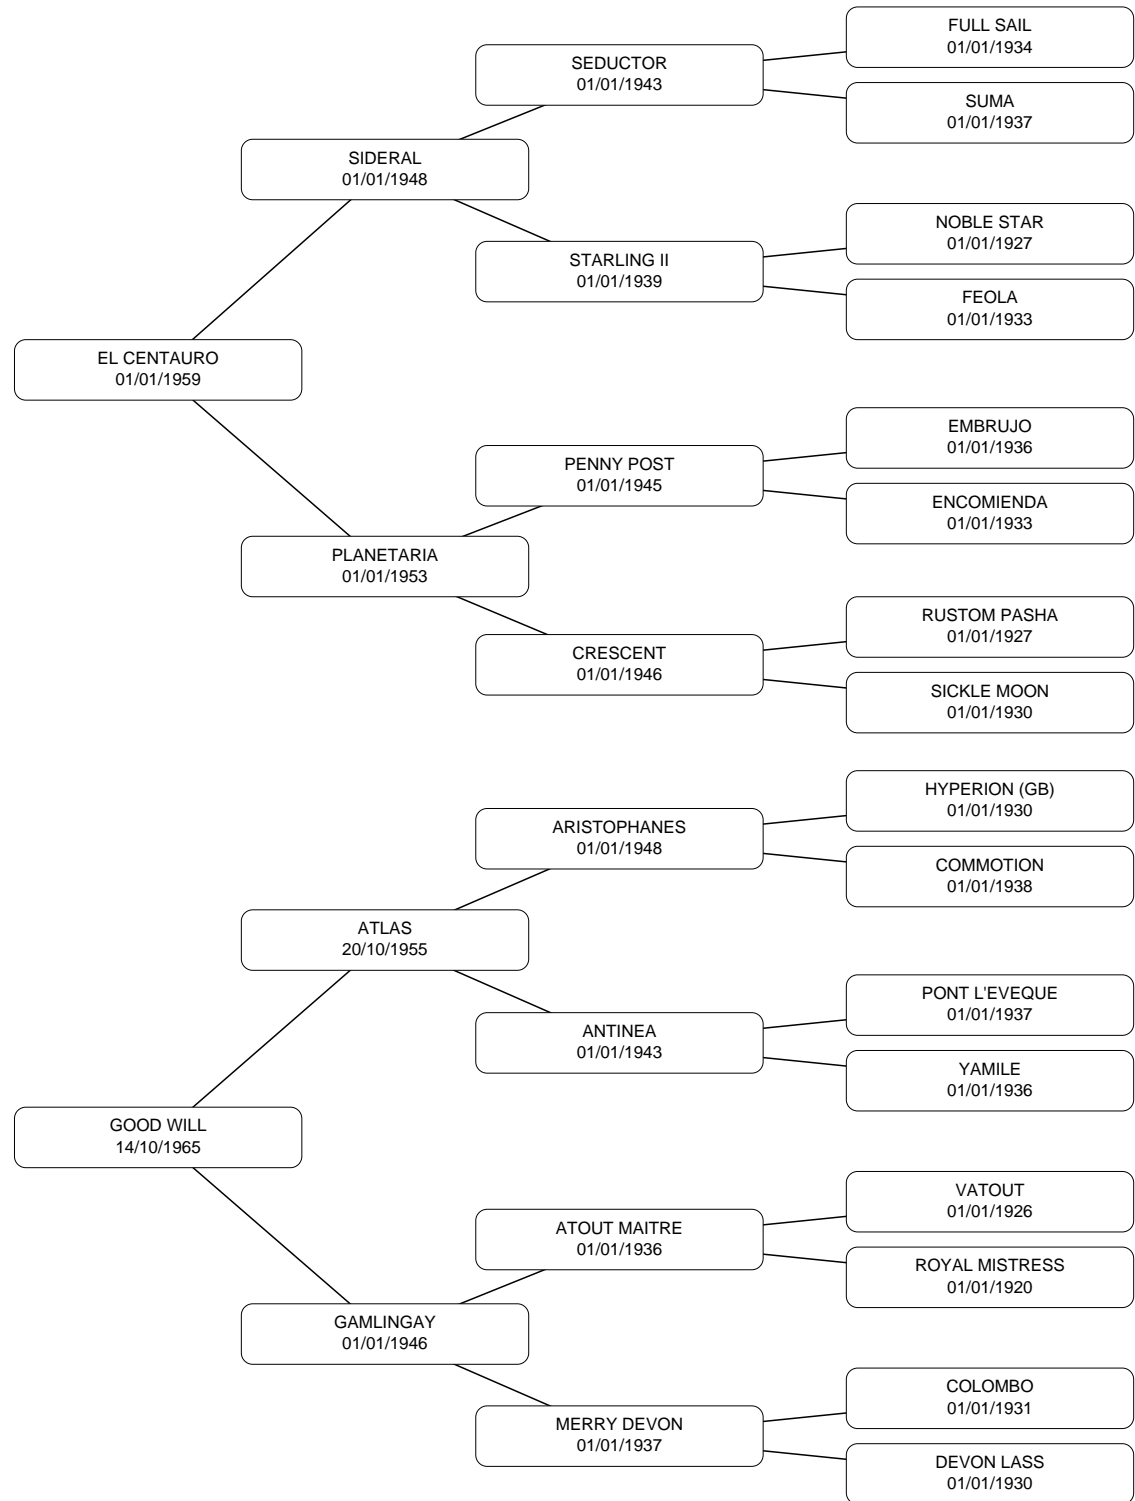 FULL SAIL
01/01/1934
SEDUCTOR
01/01/1943
SUMA
01/01/1937
SIDERAL
01/01/1948
NOBLE STAR
01/01/1927
STARLING II
01/01/1939
FEOLA
01/01/1933
EL CENTAURO
01/01/1959
EMBRUJO
01/01/1936
PENNY POST
01/01/1945
ENCOMIENDA
01/01/1933
PLANETARIA
01/01/1953
RUSTOM PASHA
01/01/1927
CRESCENT
01/01/1946
SICKLE MOON
01/01/1930
HYPERION (GB)
01/01/1930
ARISTOPHANES
01/01/1948
COMMOTION
01/01/1938
ATLAS
20/10/1955
PONT L'EVEQUE
01/01/1937
ANTINEA
01/01/1943
YAMILE
01/01/1936
GOOD WILL
14/10/1965
VATOUT
01/01/1926
ATOUT MAITRE
01/01/1936
ROYAL MISTRESS
01/01/1920
GAMLINGAY
01/01/1946
COLOMBO
01/01/1931
MERRY DEVON
01/01/1937
DEVON LASS
01/01/1930